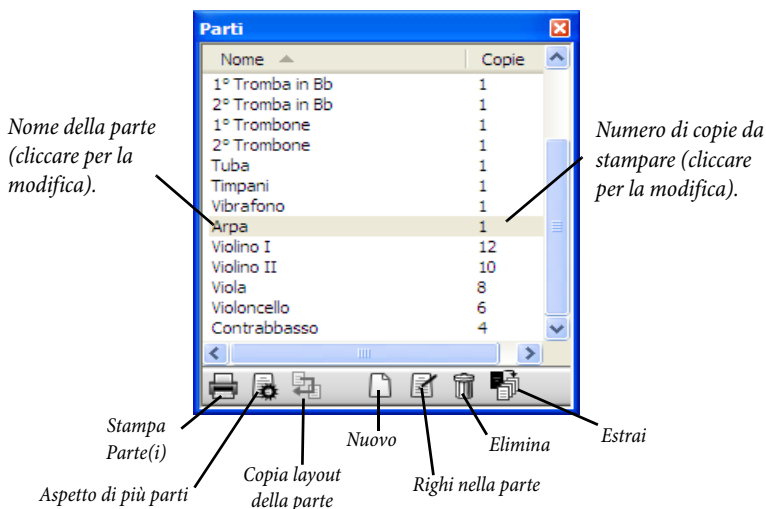 Parti
Nome Copie
1° Tromba in Bb 1
2° Tromba in Bb 1
1° Trombone 1
2° Trombone 1
Tuba 1
Timpani 1
Vibrafono 1
Arpa 1
Violino I 12
Violino II 10
Viola 8
Violoncello 6
Contrabbasso 4
Nome della parte
(cliccare per la
modifica).
Numero di copie da
stampare (cliccare
per la modifica).
Stampa
Parte(i)
Aspetto di più parti
Copia layout
della parte
Nuovo
Righi nella parte
Elimina
Estrai